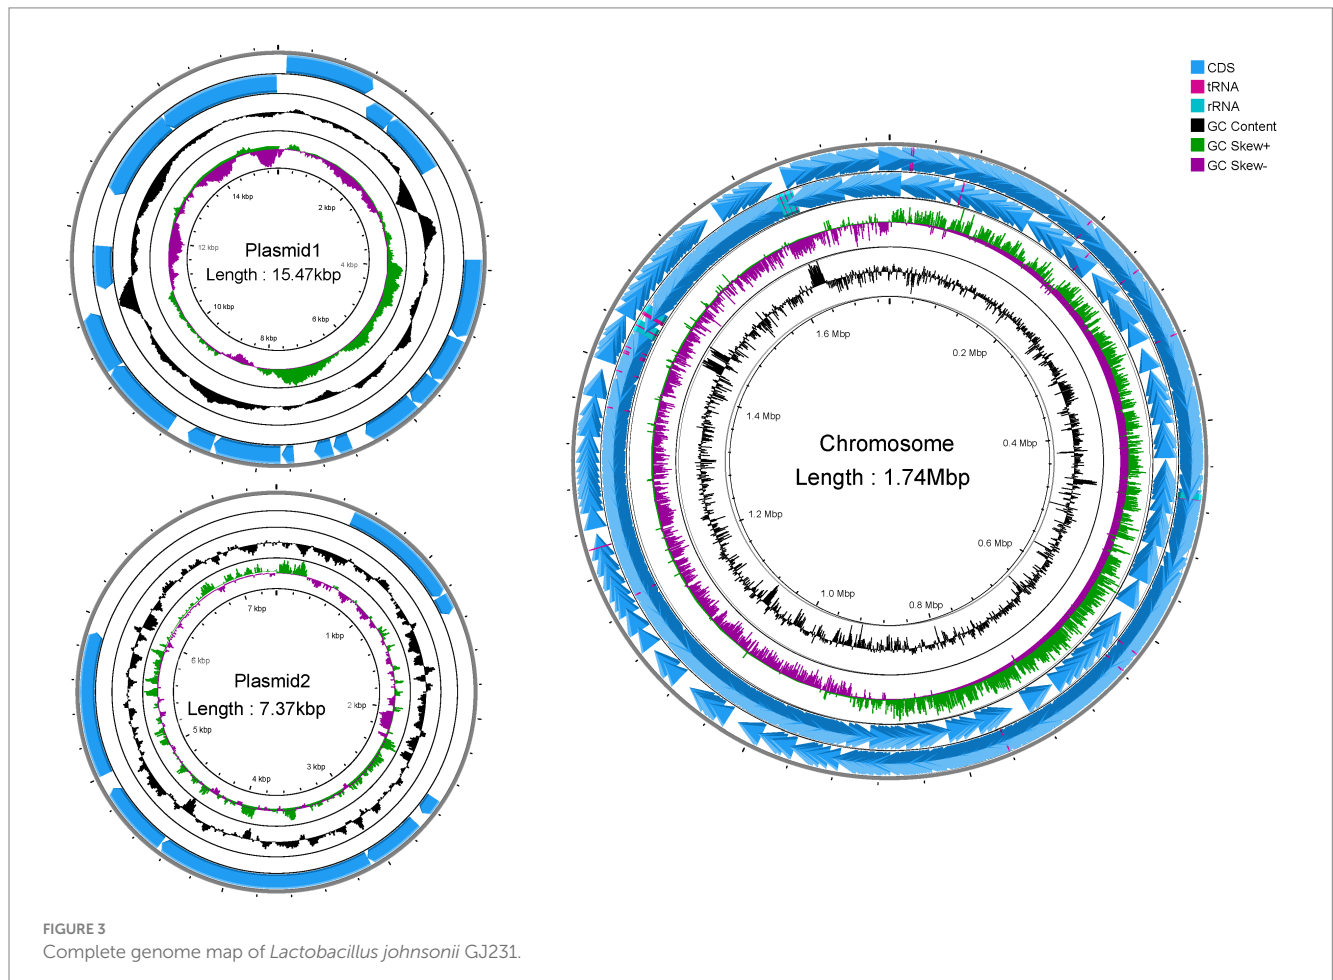 CDS
tRNA
rRNA
GC Content
GC Skew+
GC Skew-
14 kbp
2 kbp
12 kbp
Plasmid1
4 kbp
Length : 15.47kbp
10 kbp
6 kbp
8 kbp
1.6 Mbp
0.2 Mbp
1.4 Mbp
0.4 Mbp
Chromosome
Length : 1.74Mbp
1.2 Mbp
0.6 Mbp
1.0 Mbp
0.8 Mbp
7 kbp
1 kbp
6 kbp
Plasmid2
Length : 7.37kbp
2 kbp
5 kbp
3 kbp
4 kbp
FIGURE 3
Complete genome map of Lactobacillus johnsonii GJ231.